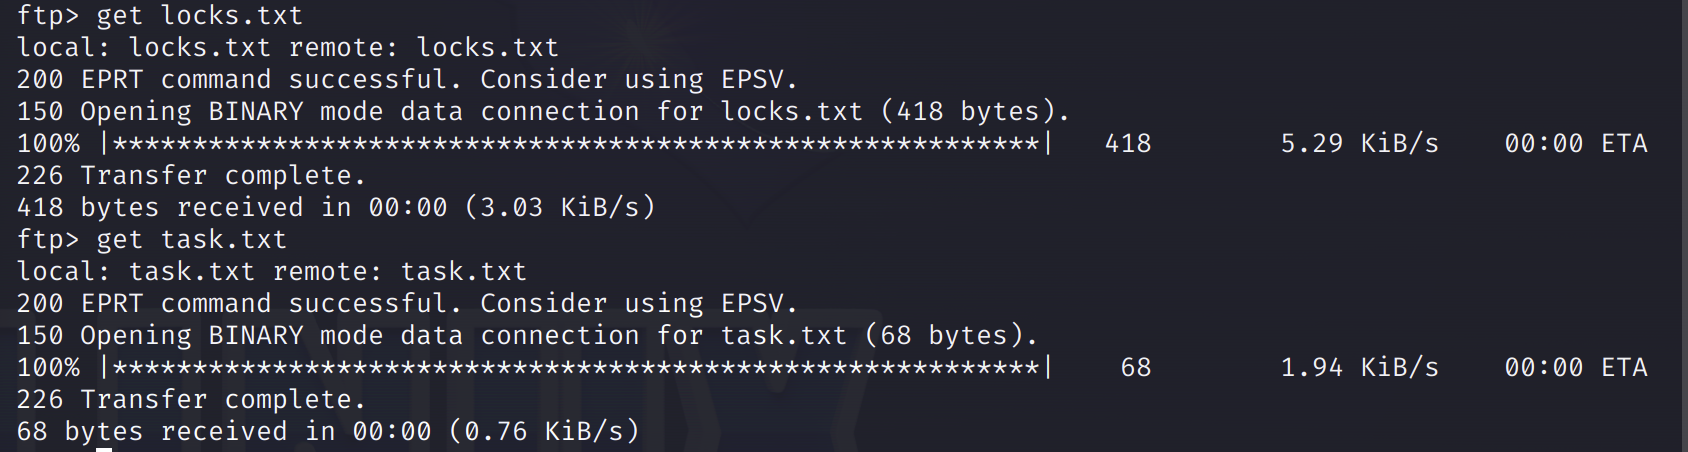 ftp> get locks.txt
local: locks.txt remote: locks.txt
200 EPRT command successful. Consider using EPSV.
150 Opening BINARY mode data connection for locks.txt (418 bytes).
100% |**********************************************************|   418        5.29 KiB/s    00:00 ETA
226 Transfer complete.
418 bytes received in 00:00 (3.03 KiB/s)
ftp> get task.txt
local: task.txt remote: task.txt
200 EPRT command successful. Consider using EPSV.
150 Opening BINARY mode data connection for task.txt (68 bytes).
100% |**********************************************************|    68        1.94 KiB/s    00:00 ETA
226 Transfer complete.
68 bytes received in 00:00 (0.76 KiB/s)